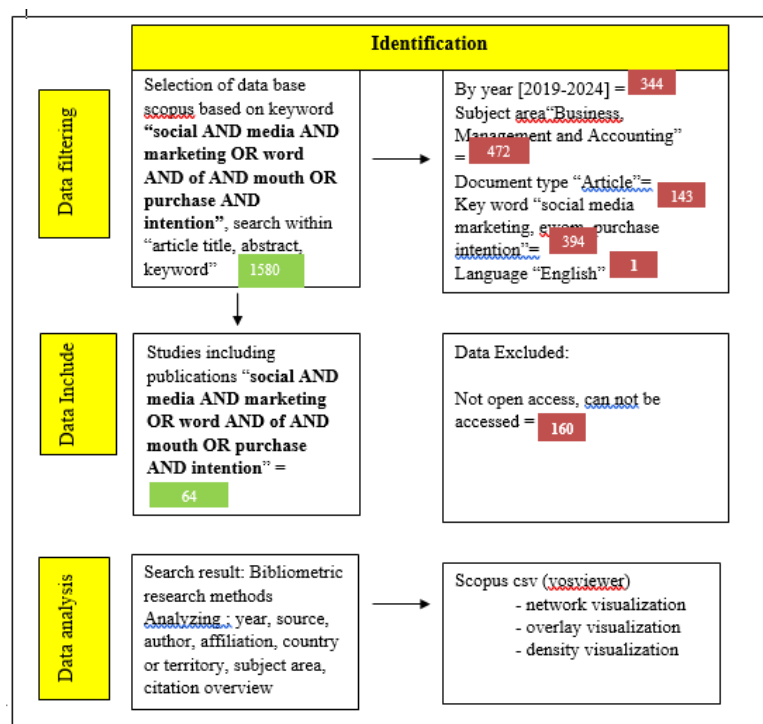 Identification
Data filtering
Selection of data base
scopus based on keyword
“social AND media AND
marketing OR word
AND of AND mouth OR
purchase AND
intention”, search within
“article title, abstract,
keyword” 1580
By year [2019-2024] = 344
Subject area“Business,
Management and Accounting”
= 472
Document type “Article”= 143
Key word “social media
marketing, ewom, purchase
intention”= 394
Language “English” 1
Data Include
Studies including
publications “social AND
media AND marketing
OR word AND of AND
mouth OR purchase
AND intention” =
64
Data Excluded:
Not open access, can not be
accessed = 160
Data analysis
Search result: Bibliometric
research methods
Analyzing : year, source,
author, affiliation, country
or territory, subject area,
citation overview
Scopus csv (vosviewer)
- network visualization
- overlay visualization
- density visualization